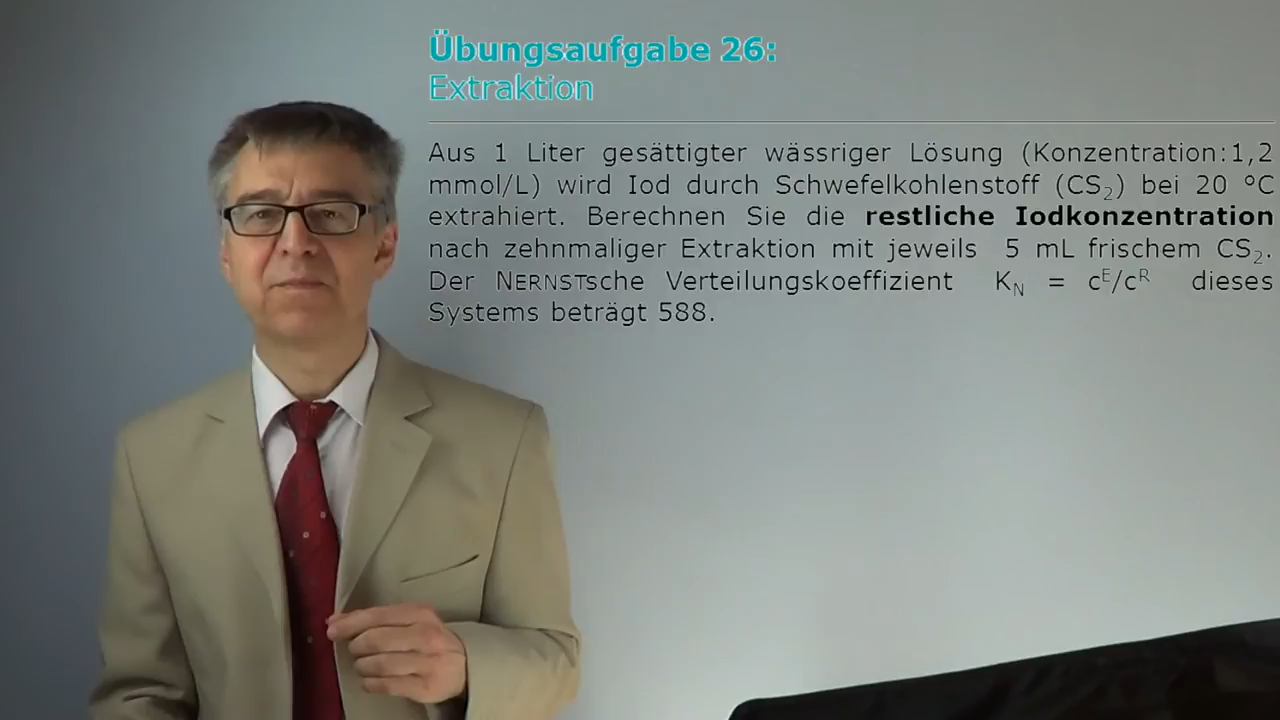 Übungsaufgabe 26:
Extraktion
Aus 1 Liter gesättigter wässriger Lösung (Konzentration:1,2
mmol/L) wird Iod durch Schwefelkohlenstoff (CS₂) bei 20 ºC
extrahiert. Berechnen Sie die restliche Iodkonzentration
nach zehnmaliger Extraktion mit jeweils 5 mL frischem CS₂.
Der NERNSTsche Verteilungskoeffizient K_N = cᴱ/cᴿ dieses
Systems beträgt 588.